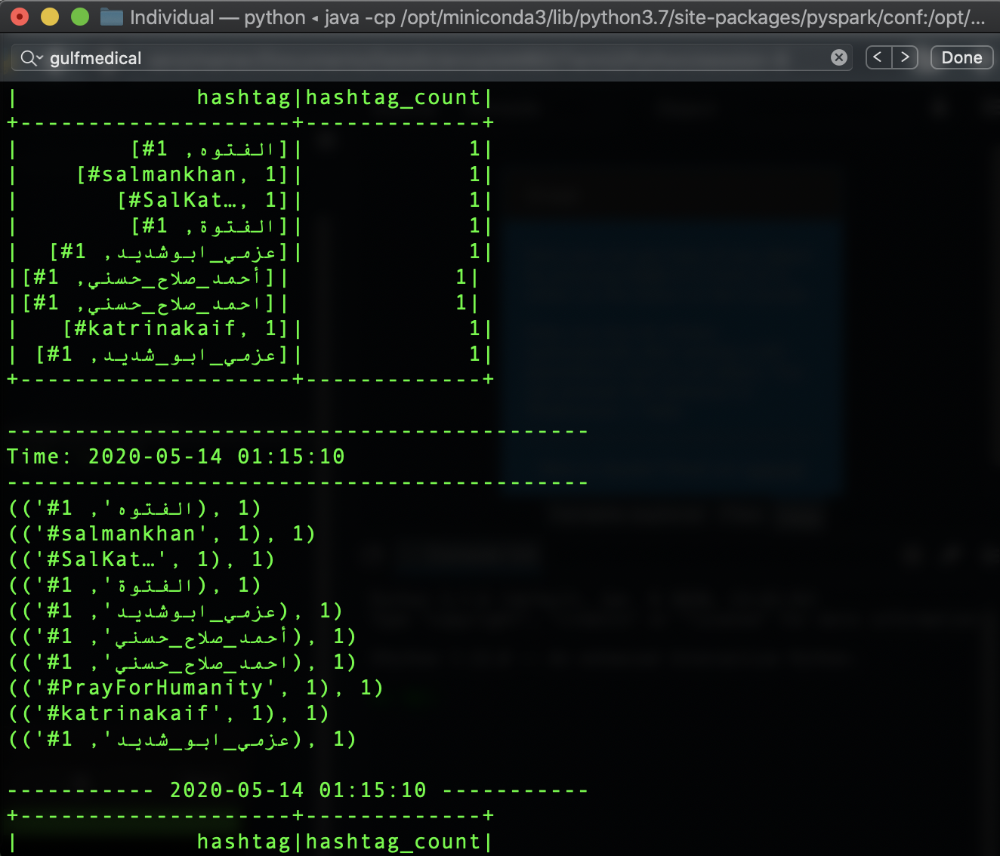 Individual — python ◂ java -cp /opt/miniconda3/lib/python3.7/site-packages/pyspark/conf:/opt/...
gulfmedical
Done
|             hashtag|hashtag_count|
+--------------------+-------------+
|        [#الفتوه, 1]|            1|
|    [#salmankhan, 1]|            1|
|       [#SalKat…, 1]|            1|
|        [#الفتوة, 1]|            1|
|  [#عزمي_ابوشديد, 1]|            1|
|[#أحمد_صلاح_حسني, 1]|            1|
|[#احمد_صلاح_حسني, 1]|            1|
|   [#katrinakaif, 1]|            1|
| [#عزمي_ابو_شديد, 1]|            1|
+--------------------+-------------+
-------------------------------------------
Time: 2020-05-14 01:15:10
-------------------------------------------
(('#الفتوه', 1), 1)
(('#salmankhan', 1), 1)
(('#SalKat…', 1), 1)
(('#الفتوة', 1), 1)
(('#عزمي_ابوشديد', 1), 1)
(('#أحمد_صلاح_حسني', 1), 1)
(('#احمد_صلاح_حسني', 1), 1)
(('#PrayForHumanity', 1), 1)
(('#katrinakaif', 1), 1)
(('#عزمي_ابو_شديد', 1), 1)
----------- 2020-05-14 01:15:10 -----------
+--------------------+-------------+
|             hashtag|hashtag_count|